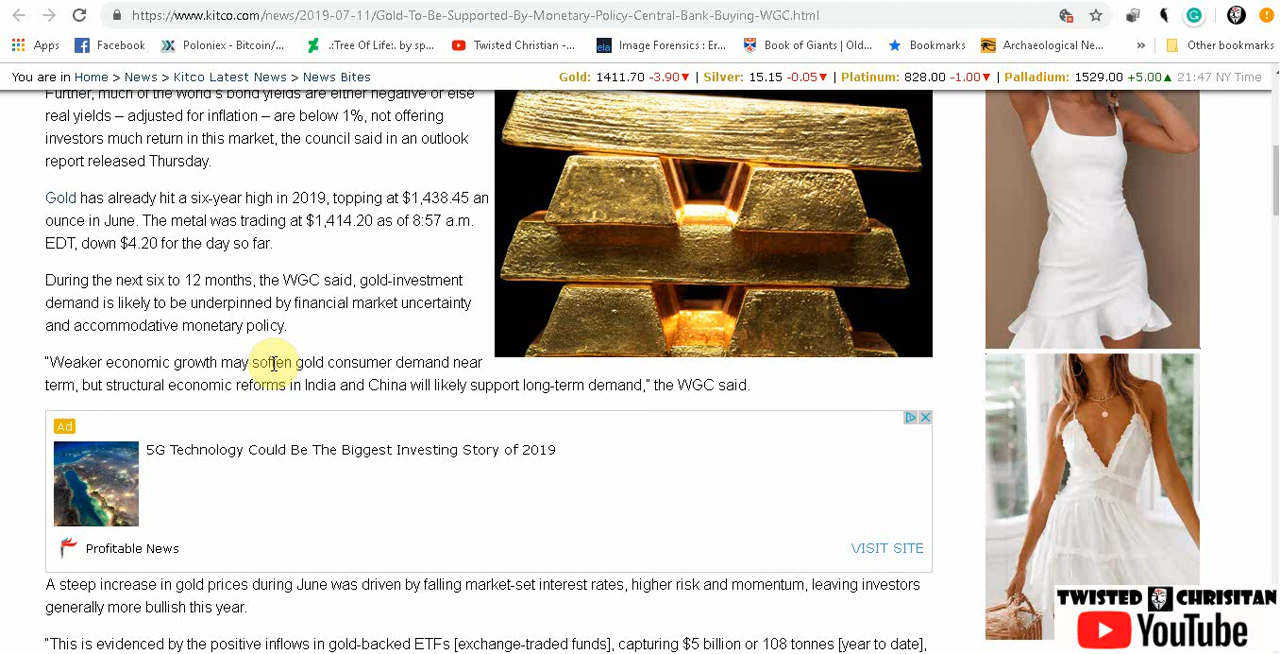 https://www.kitco.com/news/2019-07-11/Gold-To-Be-Supported-By-Monetary-Policy-Central-Bank-Buying-WGC.html
Apps Facebook Poloniex - Bitcoin/... .:Tree Of Life:. by sp... Twisted Christian -... Image Forensics : Er... Book of Giants | Old... Bookmarks Archaeological Ne... » Other bookmarks
You are in Home > News > Kitco Latest News > News Bites Gold: 1411.70 -3.90▼ | Silver: 15.15 -0.05▼ | Platinum: 828.00 -1.00▼ | Palladium: 1529.00 +5.00▲ 21:47 NY Time
real yields – adjusted for inflation – are below 1%, not offering
investors much return in this market, the council said in an outlook
report released Thursday.
Gold has already hit a six-year high in 2019, topping at $1,438.45 an
ounce in June. The metal was trading at $1,414.20 as of 8:57 a.m.
EDT, down $4.20 for the day so far.
During the next six to 12 months, the WGC said, gold-investment
demand is likely to be underpinned by financial market uncertainty
and accommodative monetary policy.
"Weaker economic growth may soften gold consumer demand near
term, but structural economic reforms in India and China will likely support long-term demand," the WGC said.
Ad
5G Technology Could Be The Biggest Investing Story of 2019
Profitable News VISIT SITE
A steep increase in gold prices during June was driven by falling market-set interest rates, higher risk and momentum, leaving investors
generally more bullish this year.
"This is evidenced by the positive inflow in gold-backed ETFs [exchange-traded funds], capturing $5 billion or 108 tonnes [year to date],
TWISTED CHRISITAN
YouTube